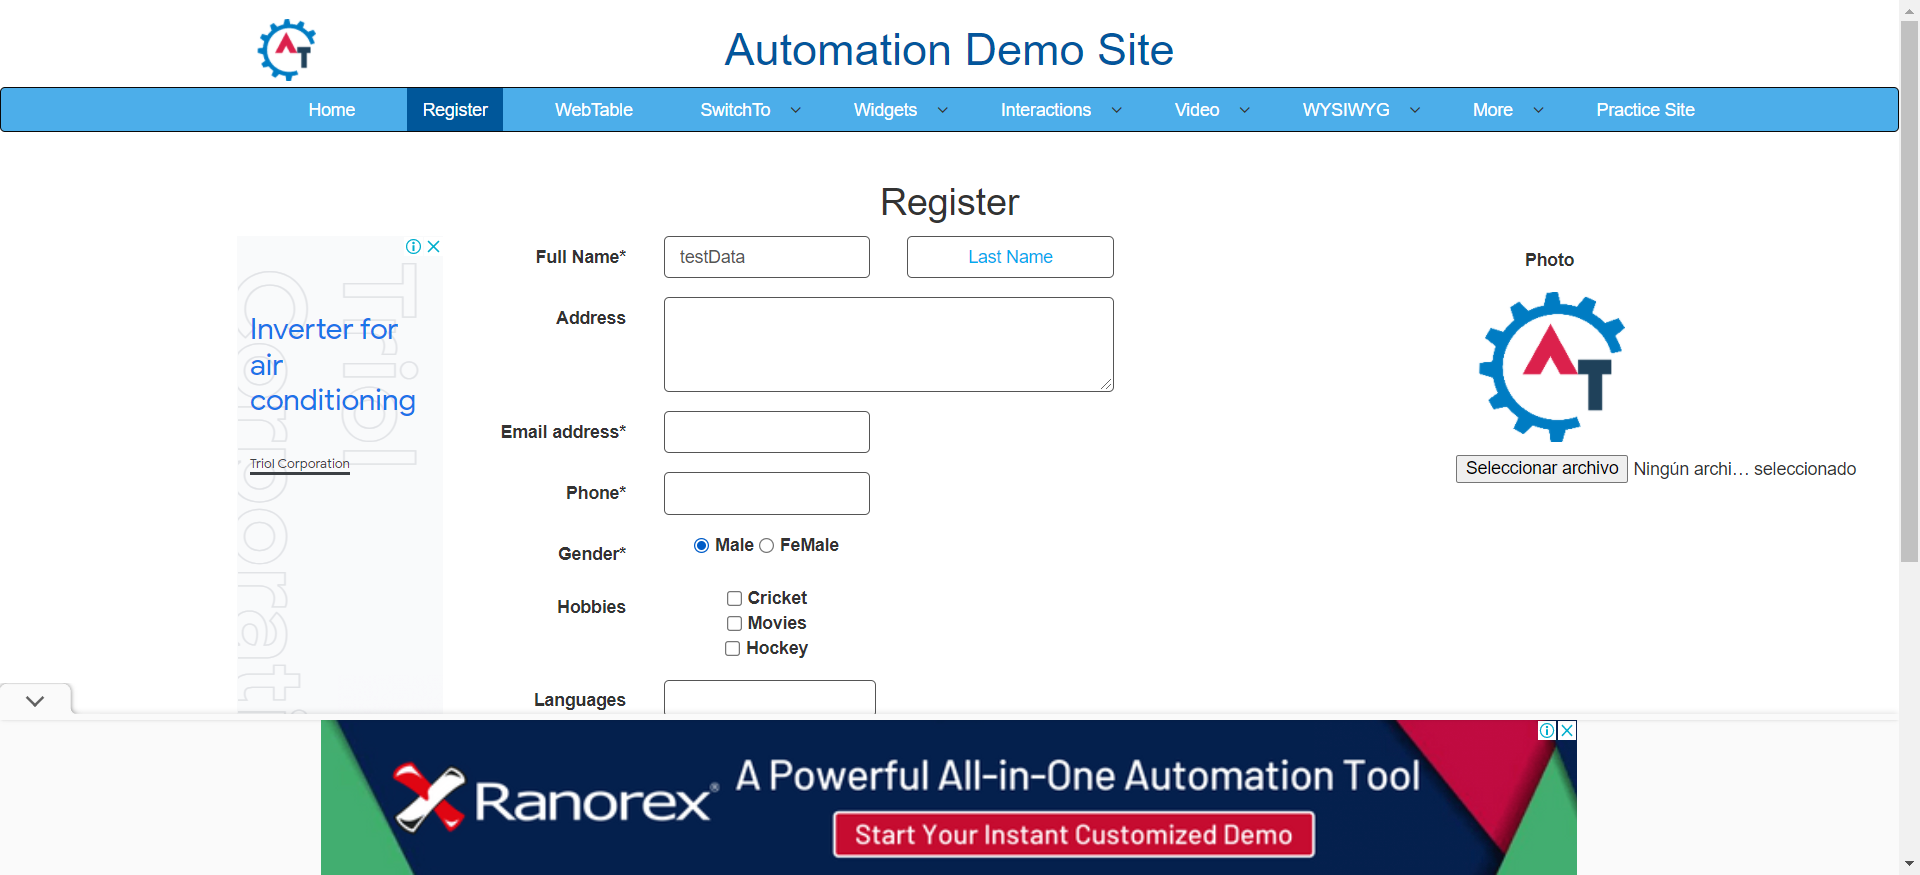 Automation Demo Site
Home Register WebTable SwitchTo Widgets Interactions Video WYSIWYG More Practice Site
Register
Full Name* testData Last Name
Address
Email address*
Phone*
Gender* Male FeMale
Hobbies Cricket
Movies
Hockey
Languages
Photo
AT
Seleccionar archivo Ningún archi... seleccionado
Inverter for
air
conditioning
Triol Corporation
Triol
Corporati
Ranorex® A Powerful All-in-One Automation Tool
Start Your Instant Customized Demo